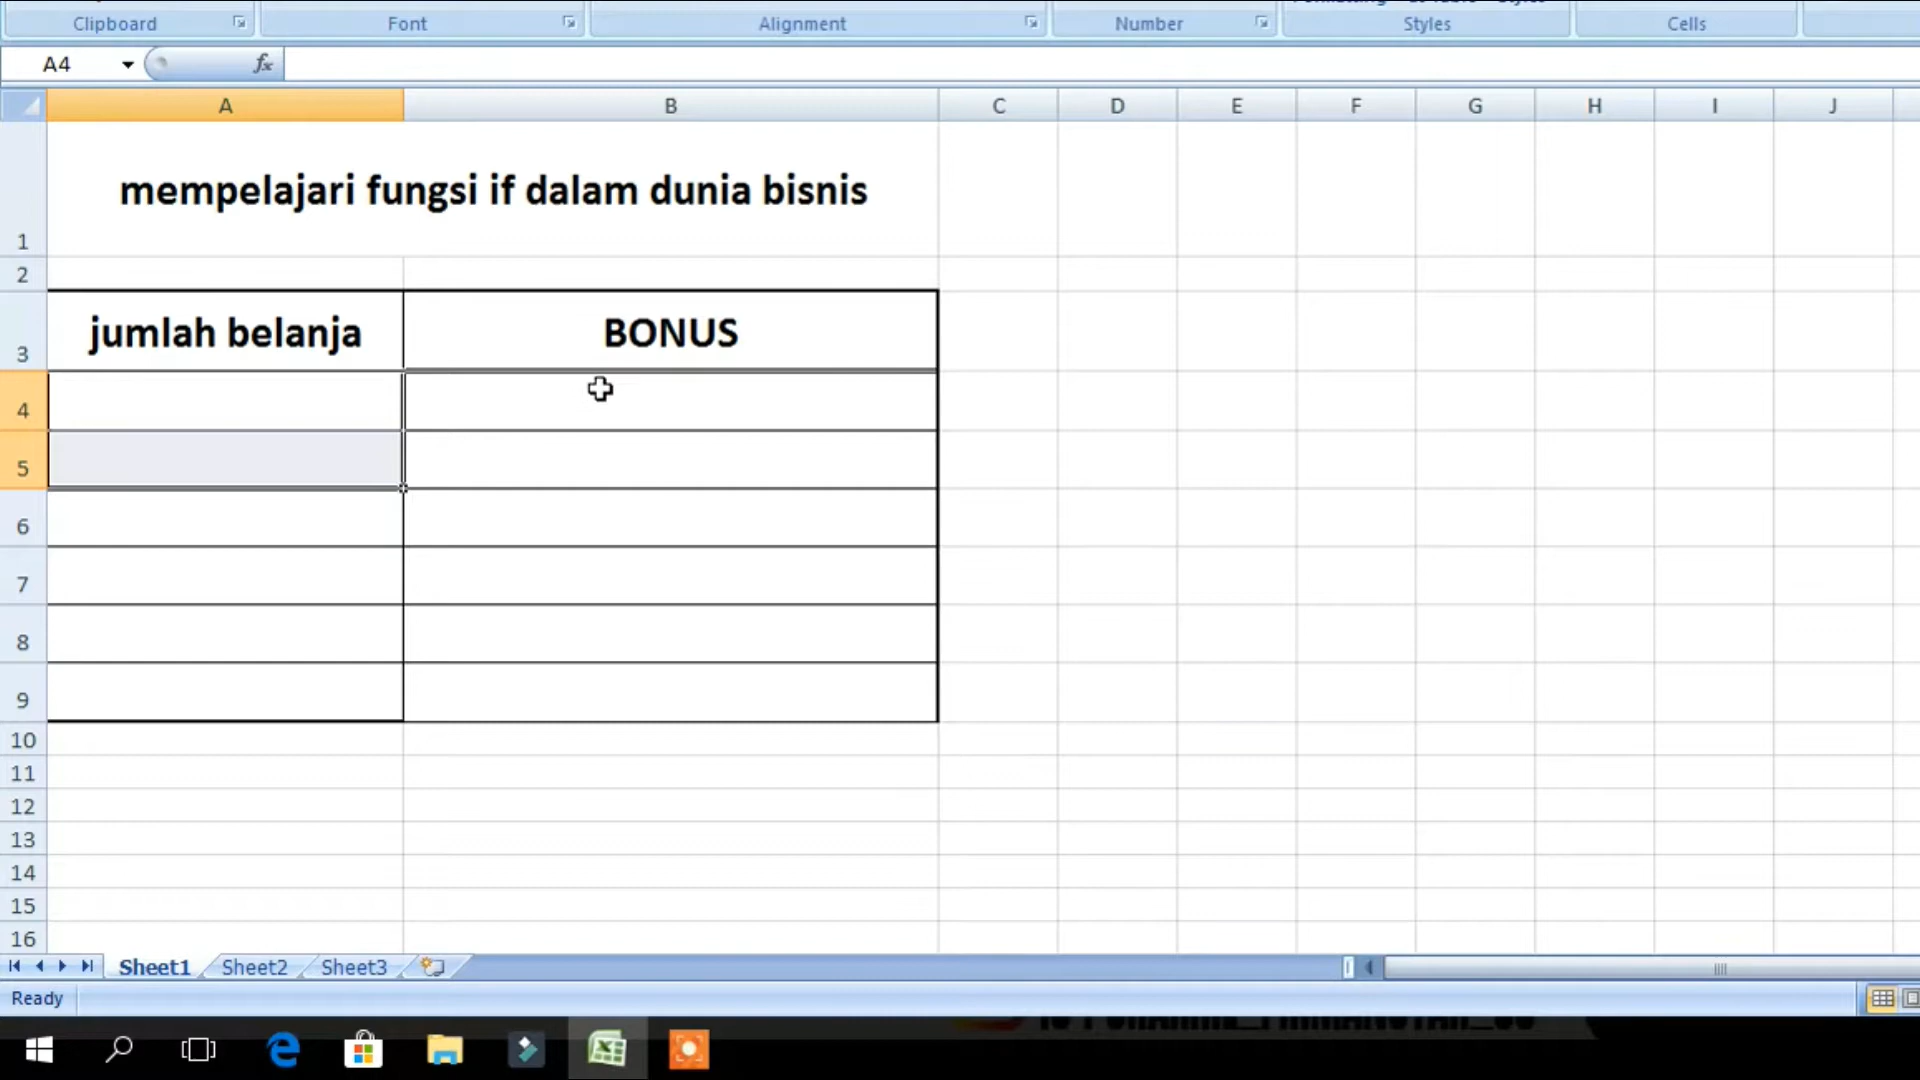 Clipboard Font Alignment Number Styles Cells
A4 fx
A B C D E F G H I J
mempelajari fungsi if dalam dunia bisnis
1
2
jumlah belanja BONUS
3
4
5
6
7
8
9
10
11
12
13
14
15
16
Sheet1 Sheet2 Sheet3
Ready